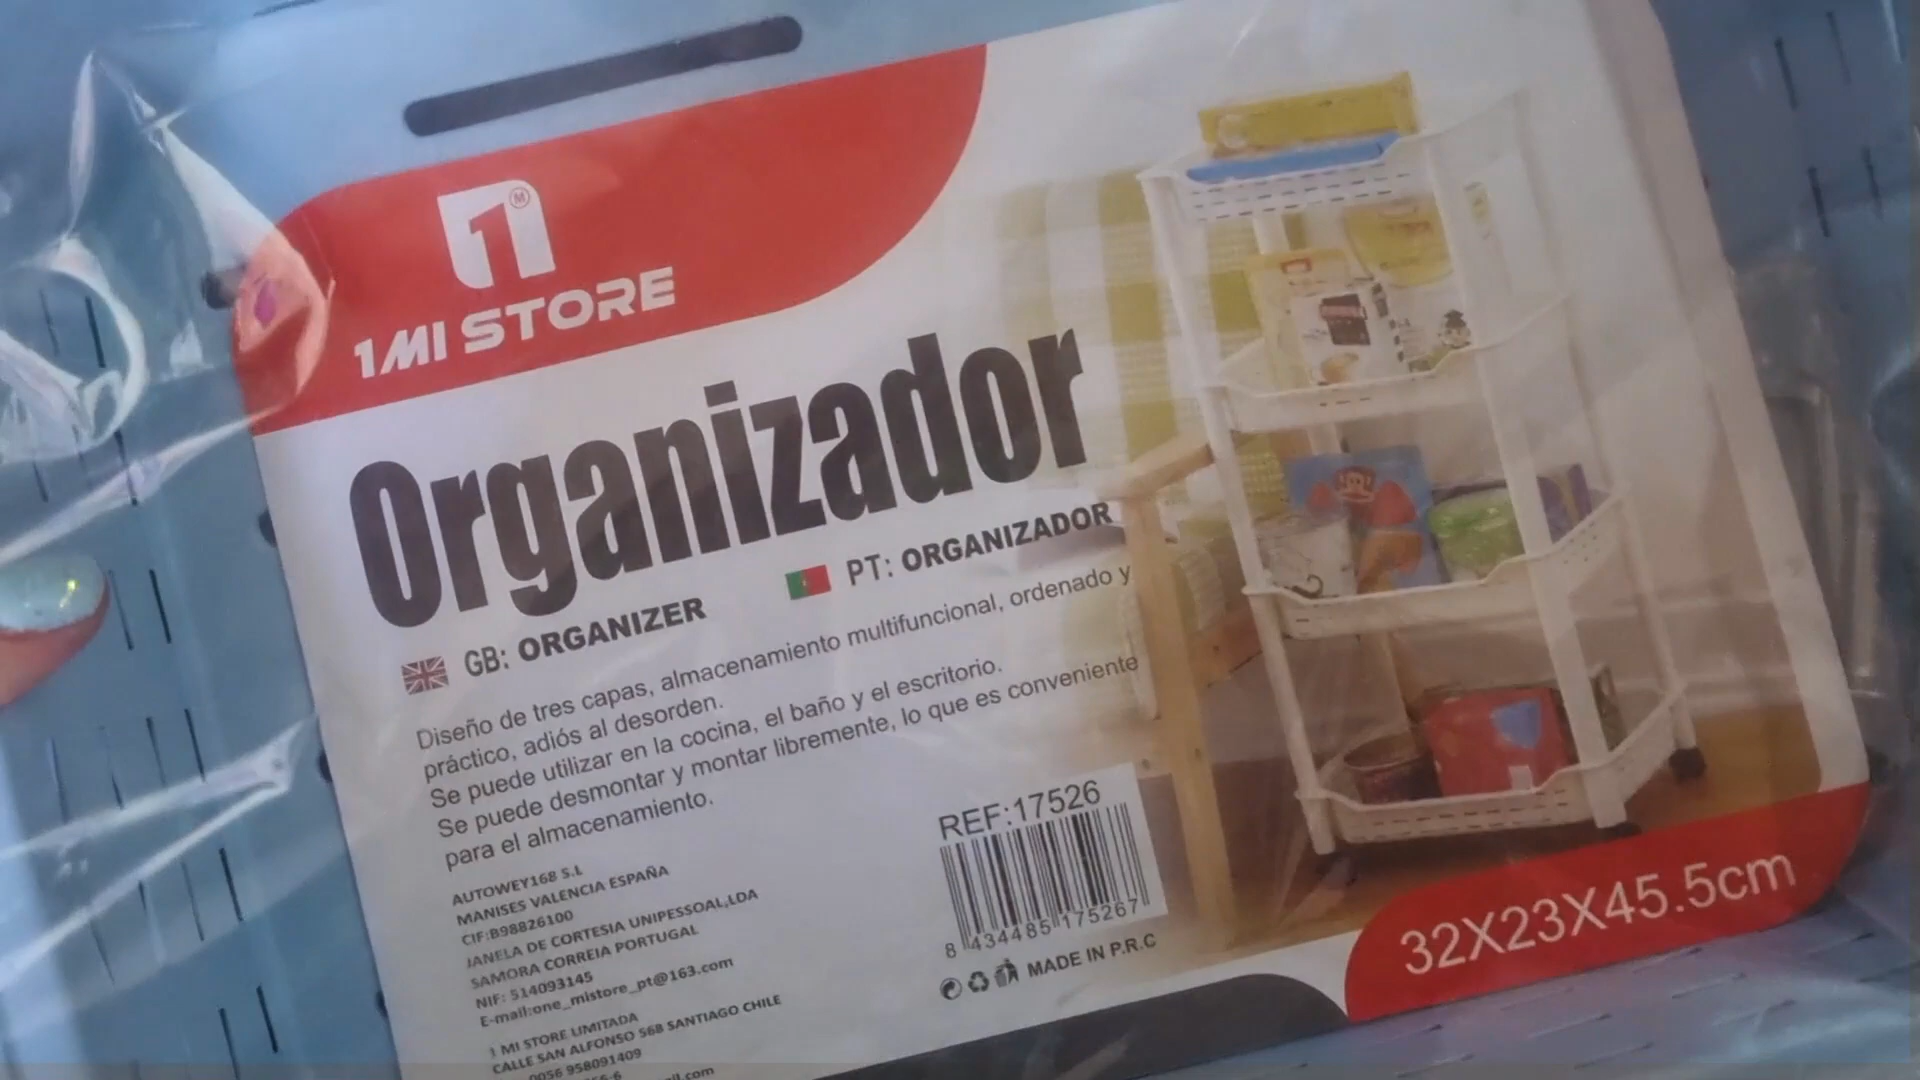 1
M
1MI STORE
Organizador
GB: ORGANIZER
PT: ORGANIZADOR
Diseño de tres capas, almacenamiento multifuncional, ordenado y
práctico, adiós al desorden.
Se puede utilizar en la cocina, el baño y el escritorio.
Se puede desmontar y montar libremente, lo que es conveniente
para el almacenamiento.
AUTOWEY168 S.L
MANISES VALENCIA ESPAÑA
CIF:B98826100
JANELA DE CORTESIA UNIPESSOAL,LDA
SAMORA CORREIA PORTUGAL
NIF: 514093145
E-mail:one_mistore_pt@163.com
1 MI STORE LIMITADA
CALLE SAN ALFONSO 568 SANTIAGO CHILE
0056 958091409
REF:17526
8 434485 175267
MADE IN P.R.C
32X23X45.5cm